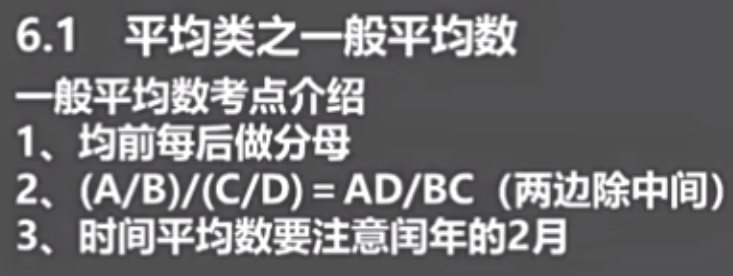 6.1 平均类之一般平均数
一般平均数考点介绍
1、均前每后做分母
2、(A/B)/(C/D) = AD/BC（两边除中间）
3、时间平均数要注意闰年的2月